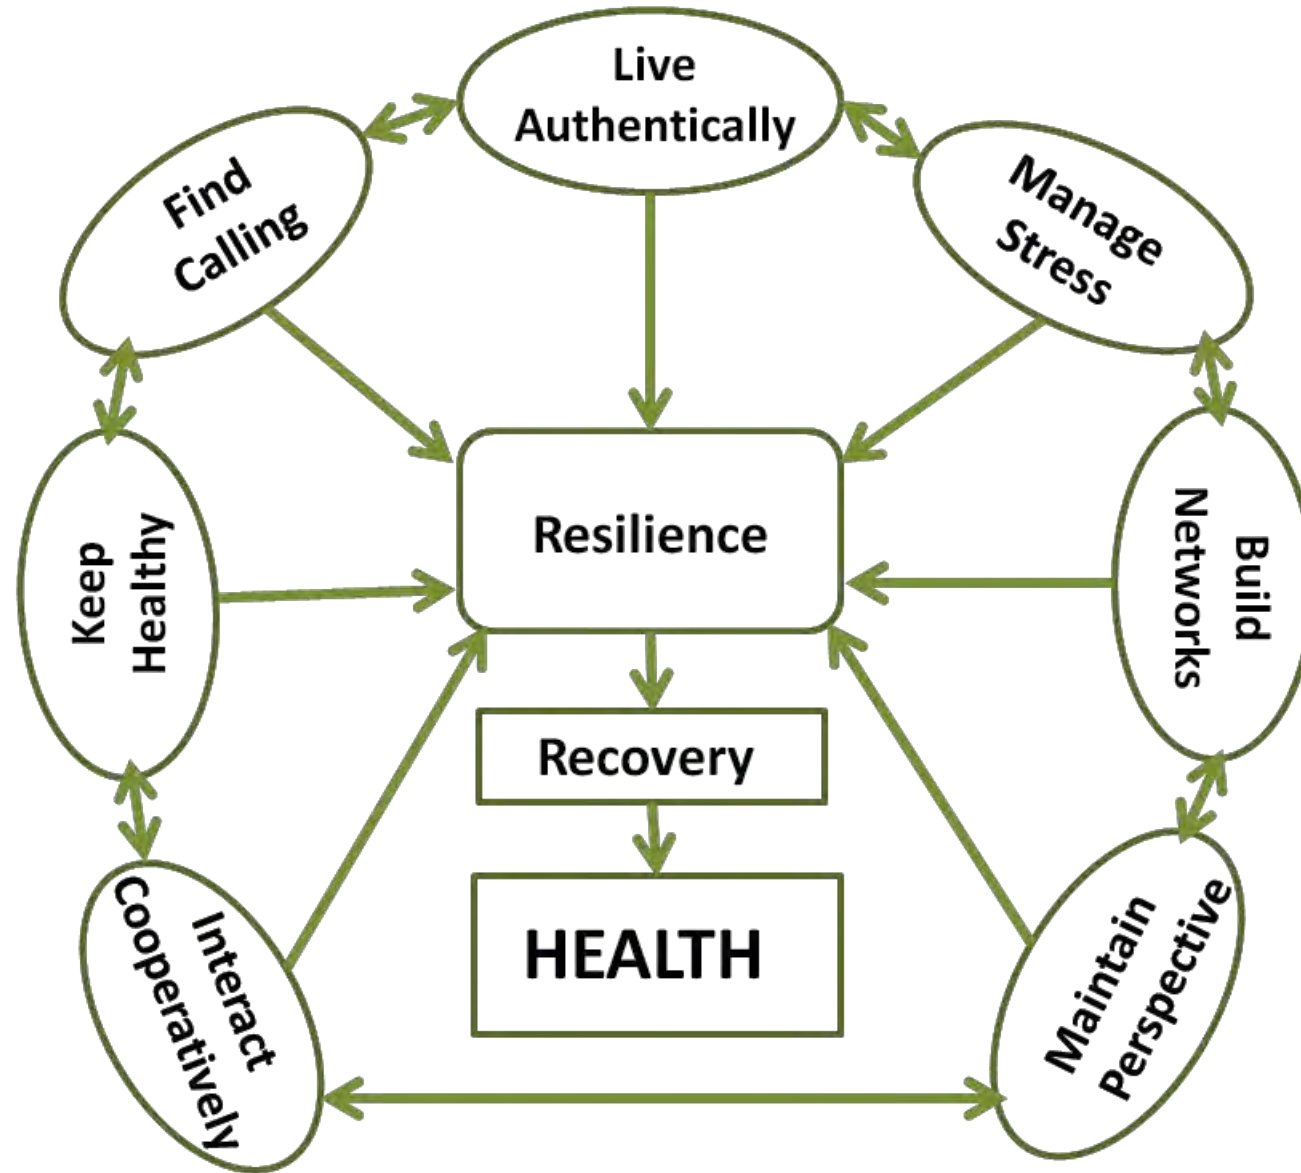 Live
Authentically
Manage
Stress
Build
Networks
Maintain
Perspective
Interact
Cooperatively
Keep
Healthy
Find
Calling
Resilience
Recovery
HEALTH